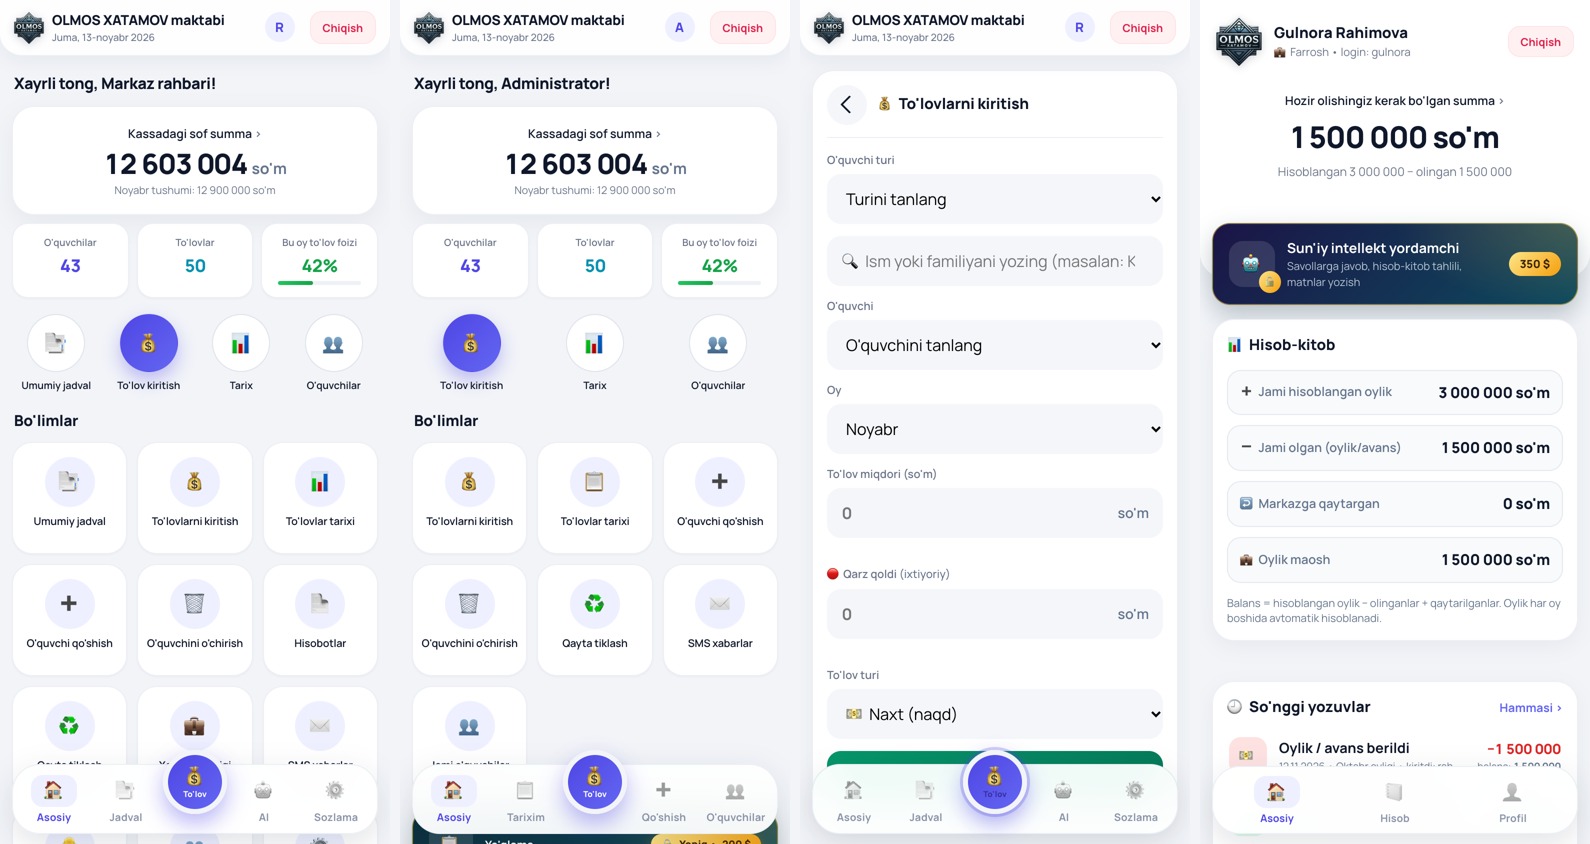 OLMOS XATAMOV maktabi
Juma, 13-noyabr 2026
R
Chiqish
Xayrli tong, Markaz rahbari!
Kassadagi sof summa ›
12 603 004 so'm
Noyabr tushumi: 12 900 000 so'm
O'quvchilar
43
To'lovlar
50
Bu oy to'lov foizi
42%
Umumiy jadval
To'lov kiritish
Tarix
O'quvchilar
Bo'limlar
Umumiy jadval
To'lovlarni kiritish
To'lovlar tarixi
O'quvchi qo'shish
O'quvchini o'chirish
Hisobotlar
Asosiy
Jadval
To'lov
AI
Sozlama
OLMOS XATAMOV maktabi
Juma, 13-noyabr 2026
A
Chiqish
Xayrli tong, Administrator!
Kassadagi sof summa ›
12 603 004 so'm
Noyabr tushumi: 12 900 000 so'm
O'quvchilar
43
To'lovlar
50
Bu oy to'lov foizi
42%
To'lov kiritish
Tarix
O'quvchilar
Bo'limlar
To'lovlarni kiritish
To'lovlar tarixi
O'quvchi qo'shish
O'quvchini o'chirish
Qayta tiklash
SMS xabarlar
Asosiy
Tarixim
To'lov
Qo'shish
O'quvchilar
OLMOS XATAMOV maktabi
Juma, 13-noyabr 2026
R
Chiqish
To'lovlarni kiritish
O'quvchi turi
Turini tanlang
Ism yoki familiyani yozing (masalan: K
O'quvchi
O'quvchini tanlang
Oy
Noyabr
To'lov miqdori (so'm)
0 so'm
Qarz qoldi (ixtiyoriy)
0 so'm
To'lov turi
Naxt (naqd)
Asosiy
Jadval
To'lov
AI
Sozlama
OLMOS
XATAMOV
Gulnora Rahimova
Farrosh • login: gulnora
Chiqish
Hozir olishingiz kerak bo'lgan summa ›
1 500 000 so'm
Hisoblangan 3 000 000 − olingan 1 500 000
Sun'iy intellekt yordamchi
Savollarga javob, hisob-kitob tahlili,
matnlar yozish
350 $
Hisob-kitob
Jami hisoblangan oylik 3 000 000 so'm
Jami olgan (oylik/avans) 1 500 000 so'm
Markazga qaytargan 0 so'm
Oylik maosh 1 500 000 so'm
Balans = hisoblangan oylik − olinganlar + qaytarilganlar. Oylik har oy
boshida avtomatik hisoblanadi.
So'nggi yozuvlar
Hammasi ›
Oylik / avans berildi
−1 500 000
Asosiy
Hisob
Profil